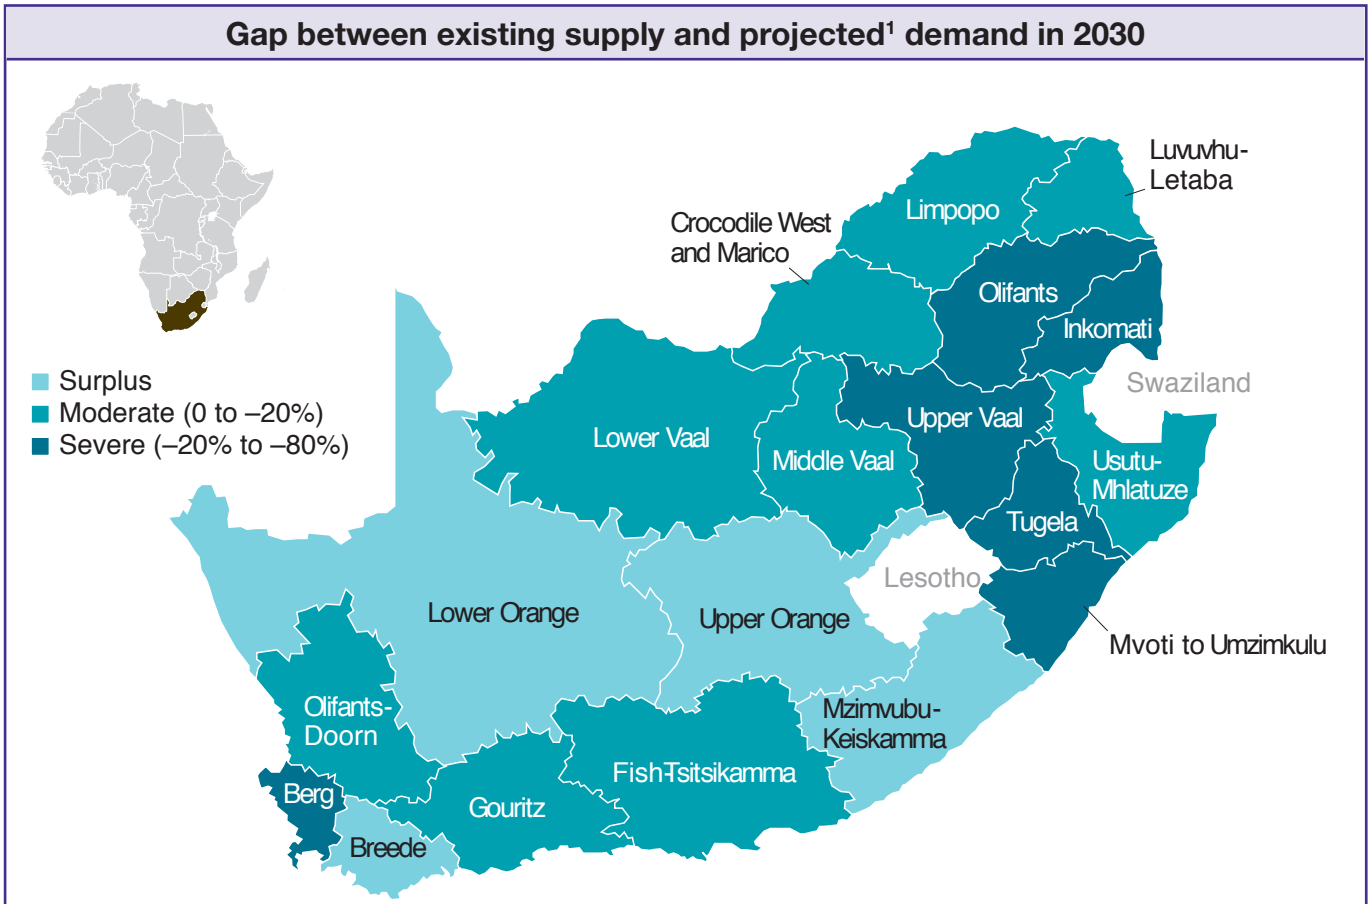 Gap between existing supply and projected¹ demand in 2030
Surplus
Moderate (0 to –20%)
Severe (–20% to –80%)
Luvuvhu-
Letaba
Limpopo
Crocodile West
and Marico
Olifants
Inkomati
Swaziland
Upper Vaal
Lower Vaal
Middle Vaal
Usutu-
Mhlatuze
Tugela
Lesotho
Lower Orange
Upper Orange
Mvoti to Umzimkulu
Olifants-
Doorn
Mzimvubu-
Keiskamma
Fish-Tsitsikamma
Berg
Gouritz
Breede